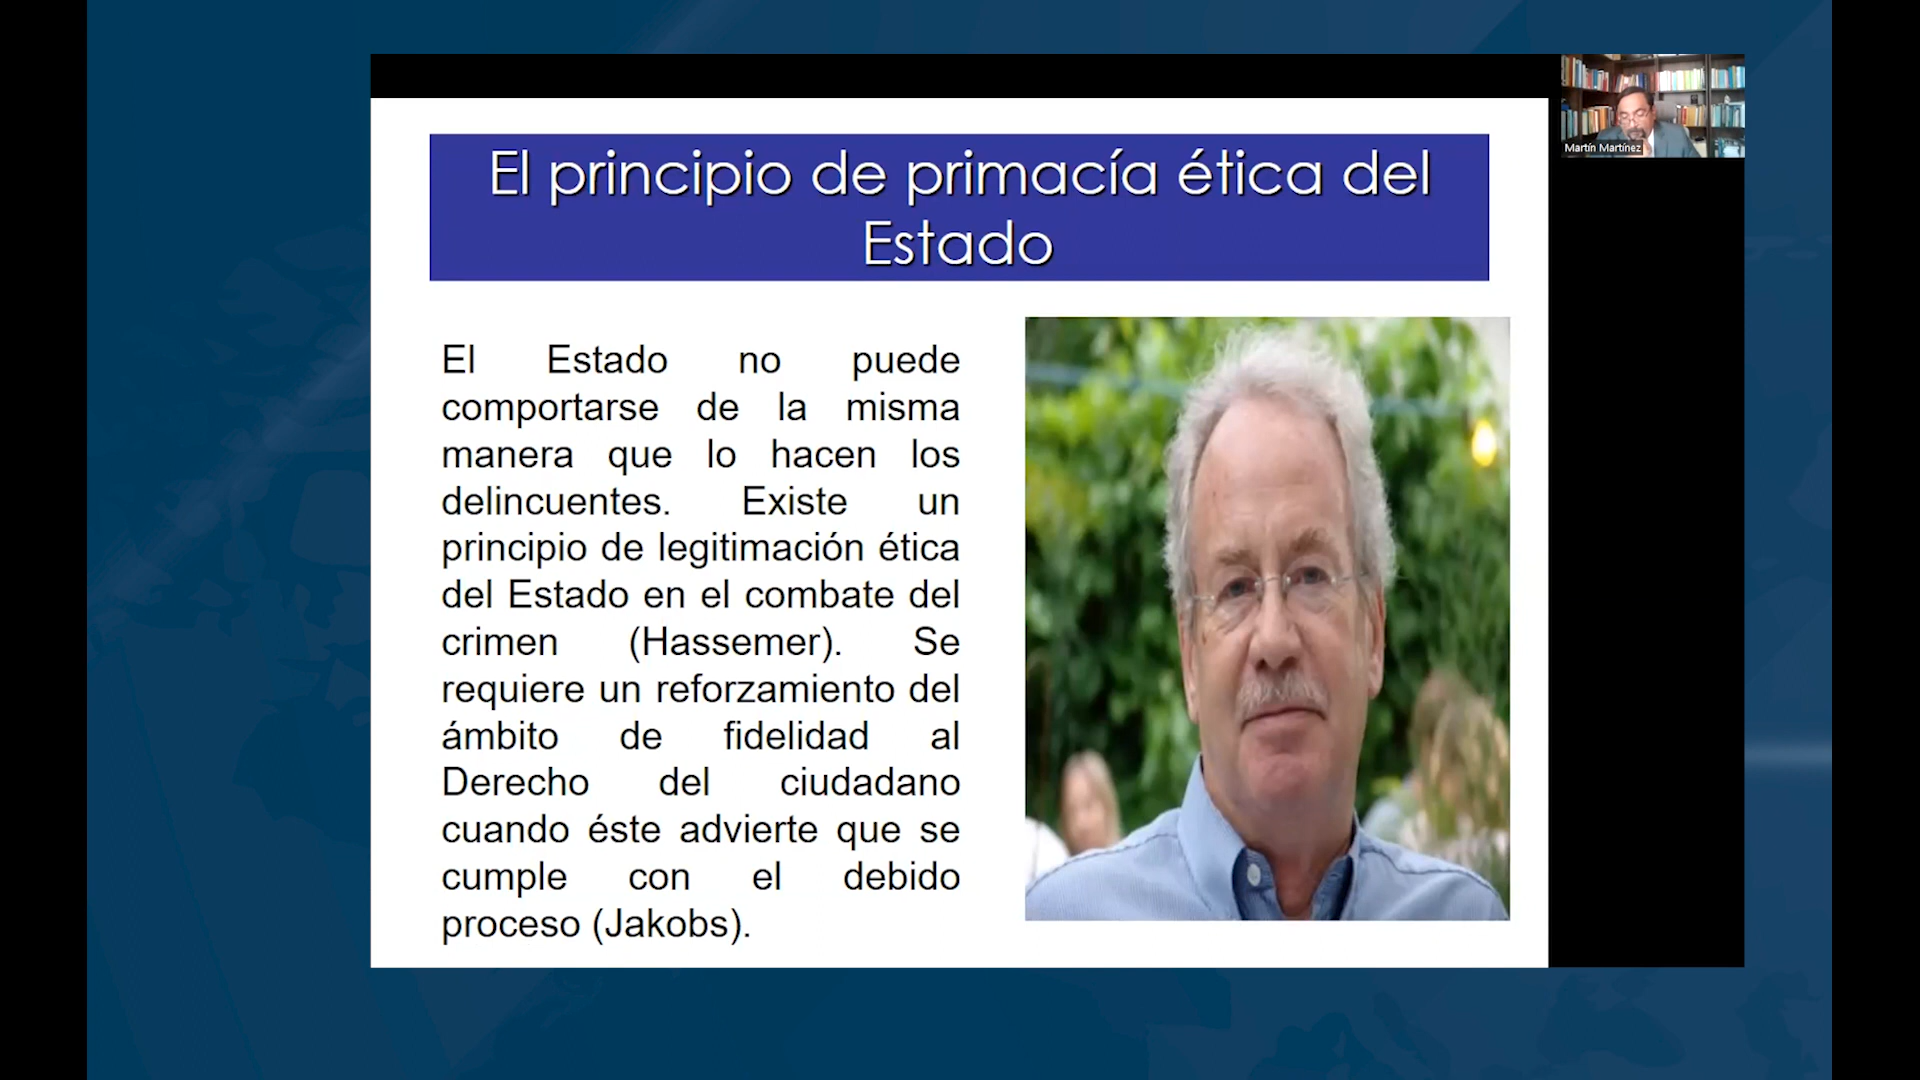 El principio de primacía ética del
Estado
El Estado no puede
comportarse de la misma
manera que lo hacen los
delincuentes. Existe un
principio de legitimación ética
del Estado en el combate del
crimen (Hassemer). Se
requiere un reforzamiento del
ámbito de fidelidad al
Derecho del ciudadano
cuando éste advierte que se
cumple con el debido
proceso (Jakobs).
Martín Martínez